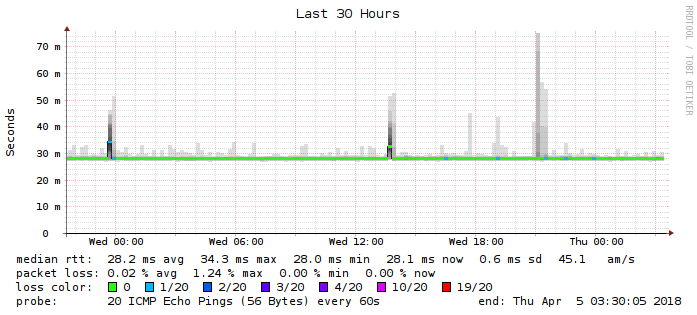 Last 30 Hours
RRDTOOL / TOBI OETIKER
Seconds
70 m
60 m
50 m
40 m
30 m
20 m
10 m
0
Wed 00:00 Wed 06:00 Wed 12:00 Wed 18:00 Thu 00:00
median rtt: 28.2 ms avg 34.3 ms max 28.0 ms min 28.1 ms now 0.6 ms sd 45.1 am/s
packet loss: 0.02 % avg 1.24 % max 0.00 % min 0.00 % now
loss color: 0 1/20 2/20 3/20 4/20 10/20 19/20
probe: 20 ICMP Echo Pings (56 Bytes) every 60s end: Thu Apr 5 03:30:05 2018